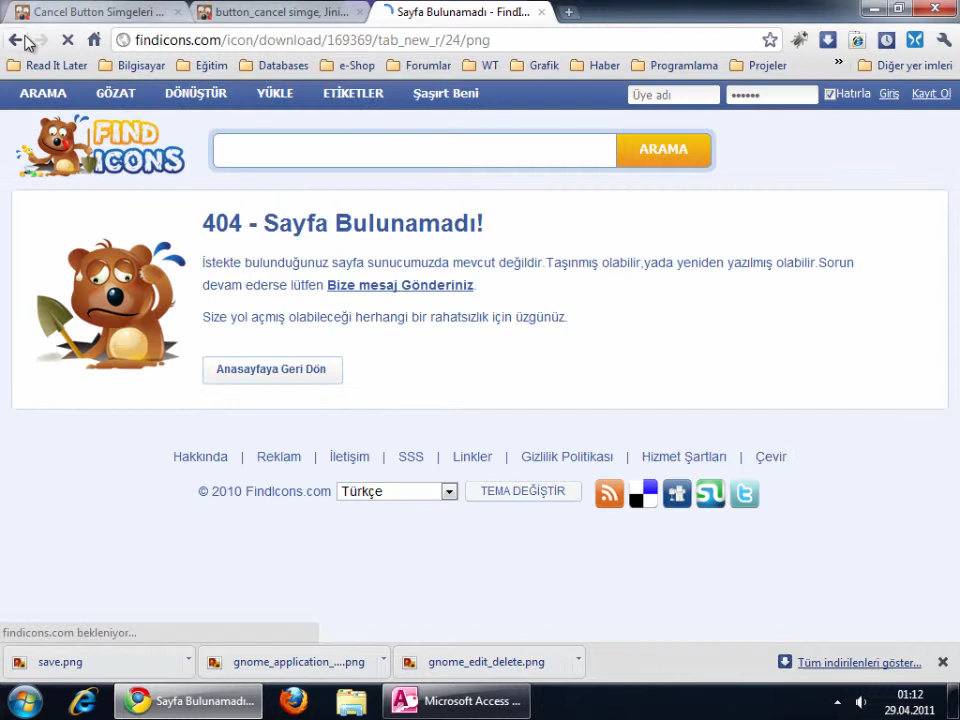 Cancel Button Simgeleri ...
button_cancel simge, Jini...
Sayfa Bulunamadı - FindI...
findicons.com/icon/download/169369/tab_new_r/24/png
Read It Later Bilgisayar Eğitim Databases e-Shop Forumlar WT Grafik Haber Programlama Projeler » Diğer yer imleri
ARAMA GÖZAT DÖNÜŞTÜR YÜKLE ETİKETLER Şaşırt Beni Üye adı •••••• Hatırla Giriş Kayıt Ol
FIND ICONS
ARAMA
404 - Sayfa Bulunamadı!
İstekte bulunduğunuz sayfa sunucumuzda mevcut değildir.Taşınmış olabilir,yada yeniden yazılmış olabilir.Sorun
devam ederse lütfen Bize mesaj Gönderiniz.
Size yol açmış olabileceği herhangi bir rahatsızlık için üzgünüz.
Anasayfaya Geri Dön
Hakkında | Reklam | İletişim | SSS | Linkler | Gizlilik Politikası | Hizmet Şartları | Çevir
© 2010 FindIcons.com Türkçe TEMA DEĞİŞTİR
findicons.com bekleniyor...
save.png gnome_application_....png gnome_edit_delete.png Tüm indirilenleri göster...
Sayfa Bulunamadı... Microsoft Access ... 01:12
29.04.2011